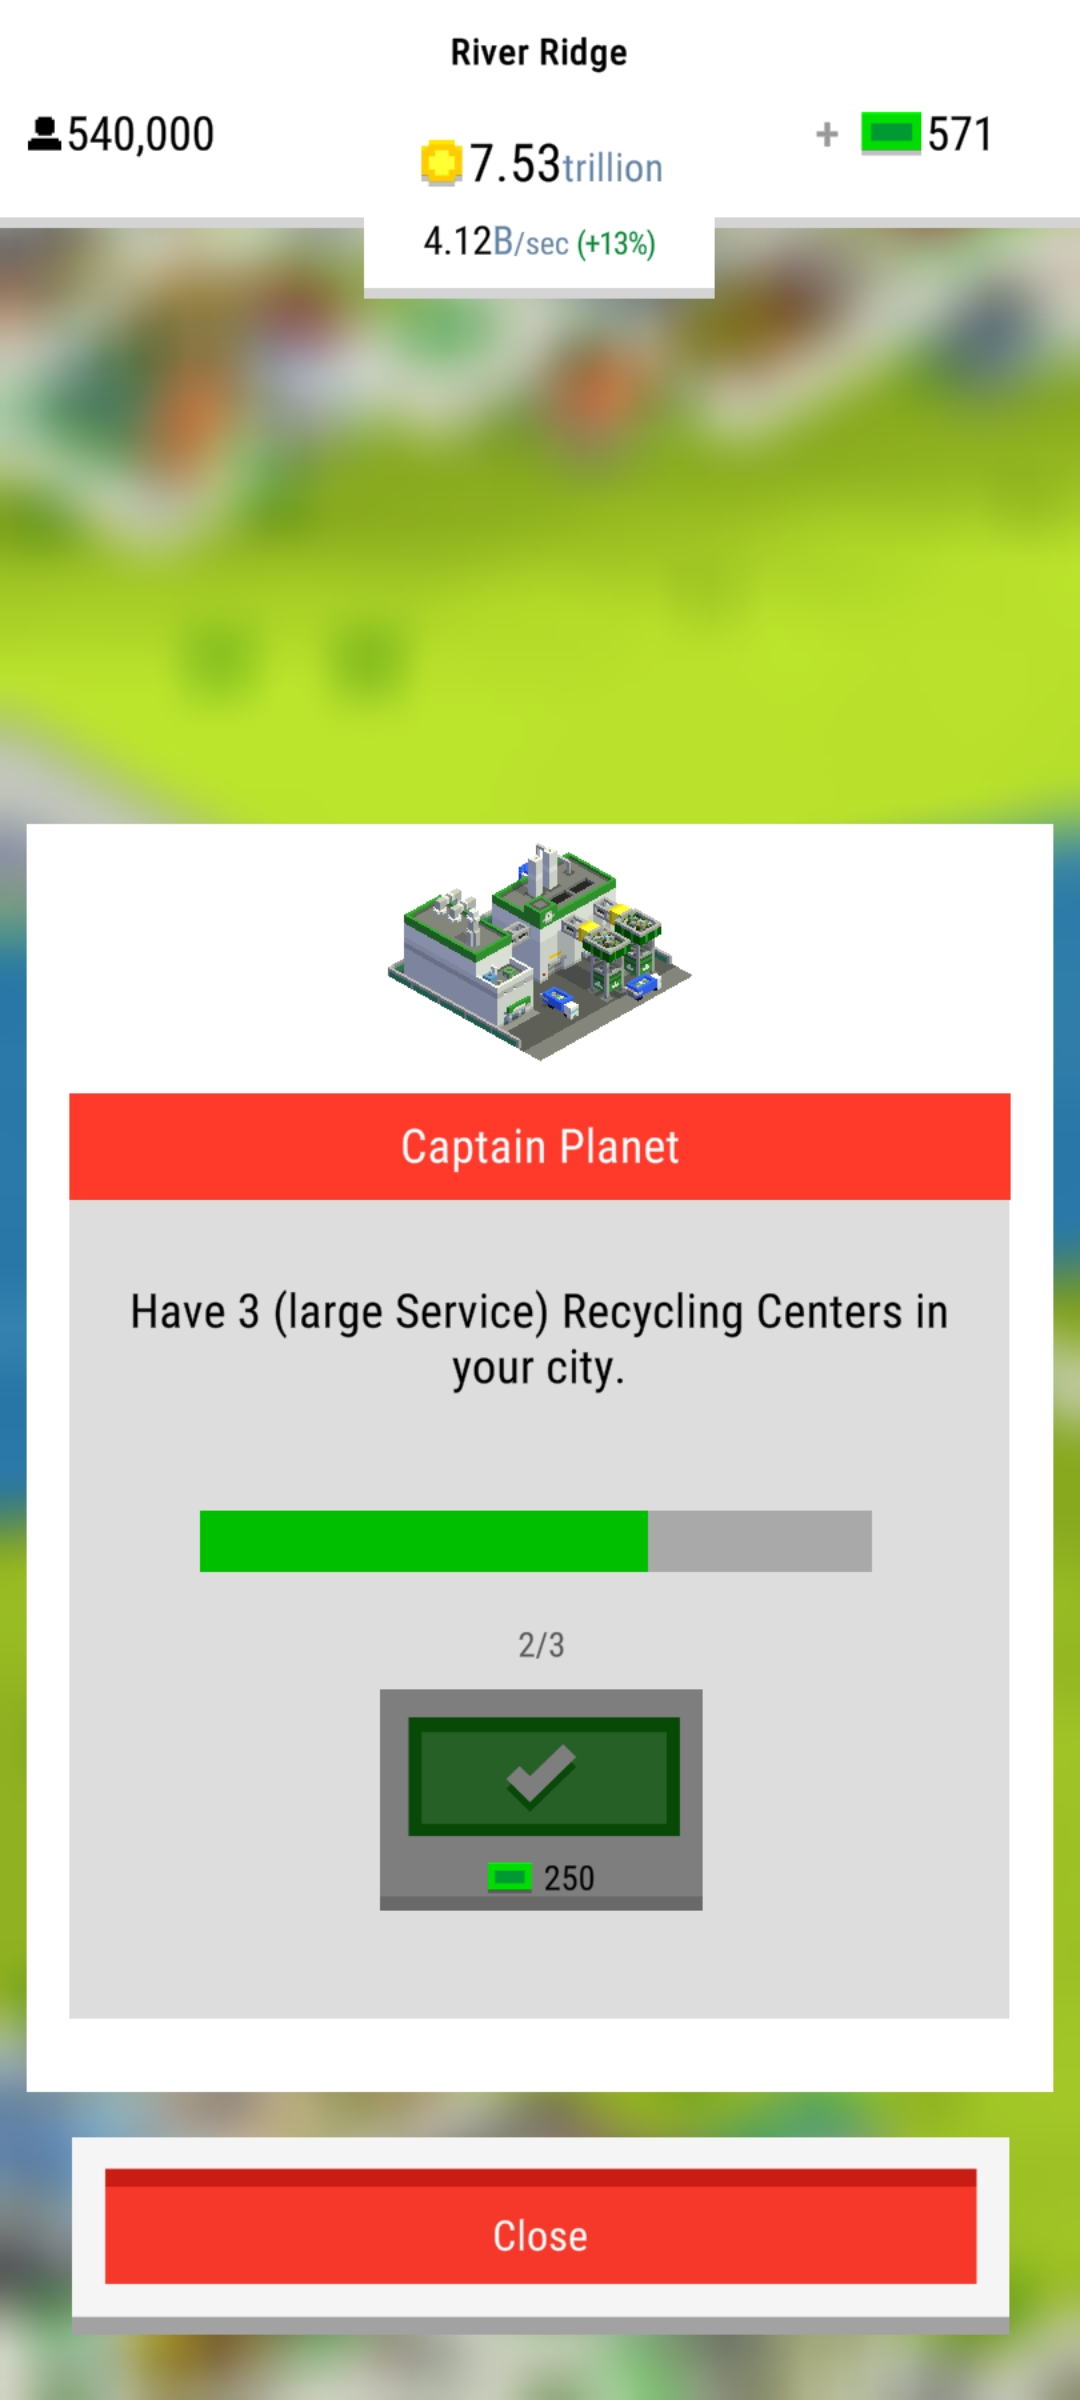 River Ridge
540,000
7.53trillion
+ 571
4.12B/sec (+13%)
Captain Planet
Have 3 (large Service) Recycling Centers in
your city.
2/3
250
Close